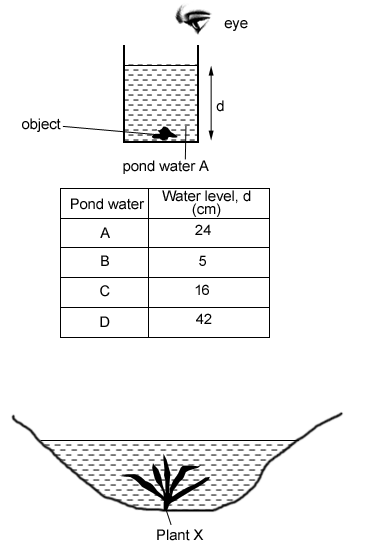 eye
d
object
pond water A
Pond water Water level, d (cm)
A 24
B 5
C 16
D 42
Plant X